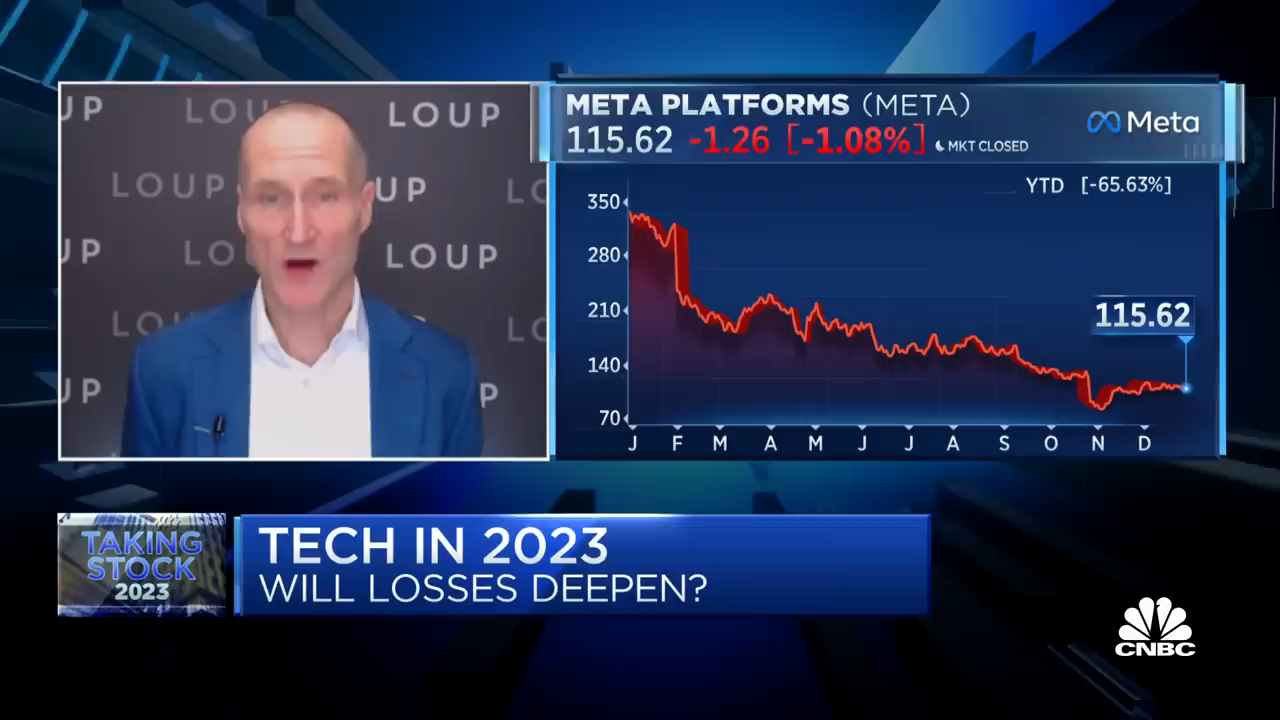 LOUP LOUP
LOUP
LOUP
LOUP
META PLATFORMS (META)
115.62 -1.26 [-1.08%] MKT CLOSED
Meta
YTD [-65.63%]
350
280
210
140
70
115.62
J F M A M J J A S O N D
TAKING
STOCK
2023
TECH IN 2023
WILL LOSSES DEEPEN?
CNBC